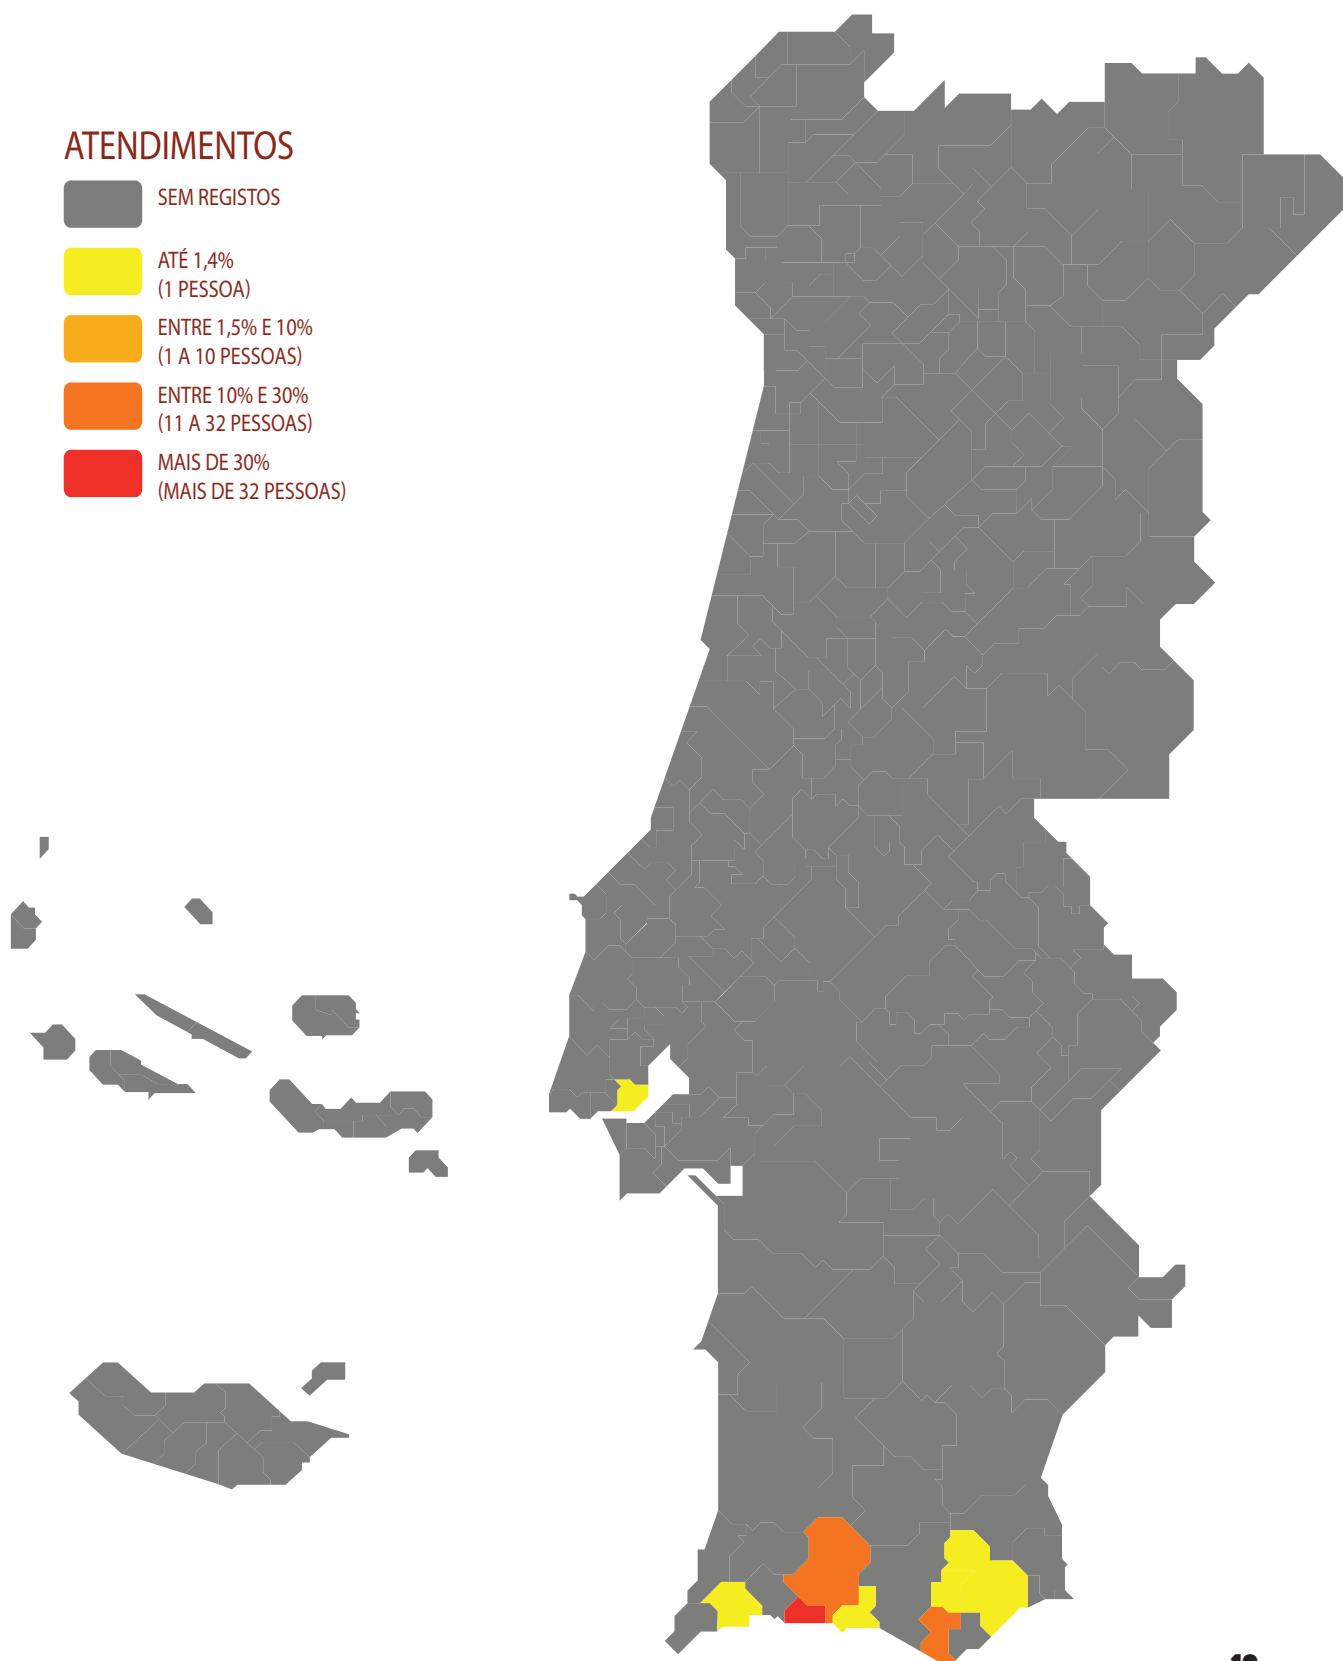 ATENDIMENTOS
SEM REGISTOS
ATÉ 1,4%
(1 PESSOA)
ENTRE 1,5% E 10%
(1 A 10 PESSOAS)
ENTRE 10% E 30%
(11 A 32 PESSOAS)
MAIS DE 30%
(MAIS DE 32 PESSOAS)